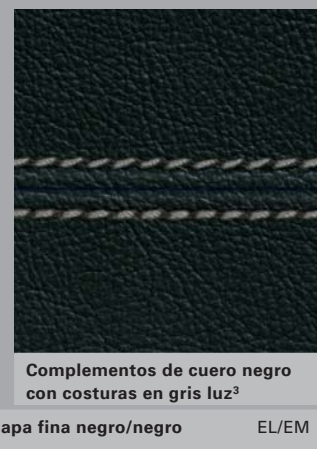 Complementos de cuero negro
con costuras en gris luz³
apa fina negro/negro EL/EM